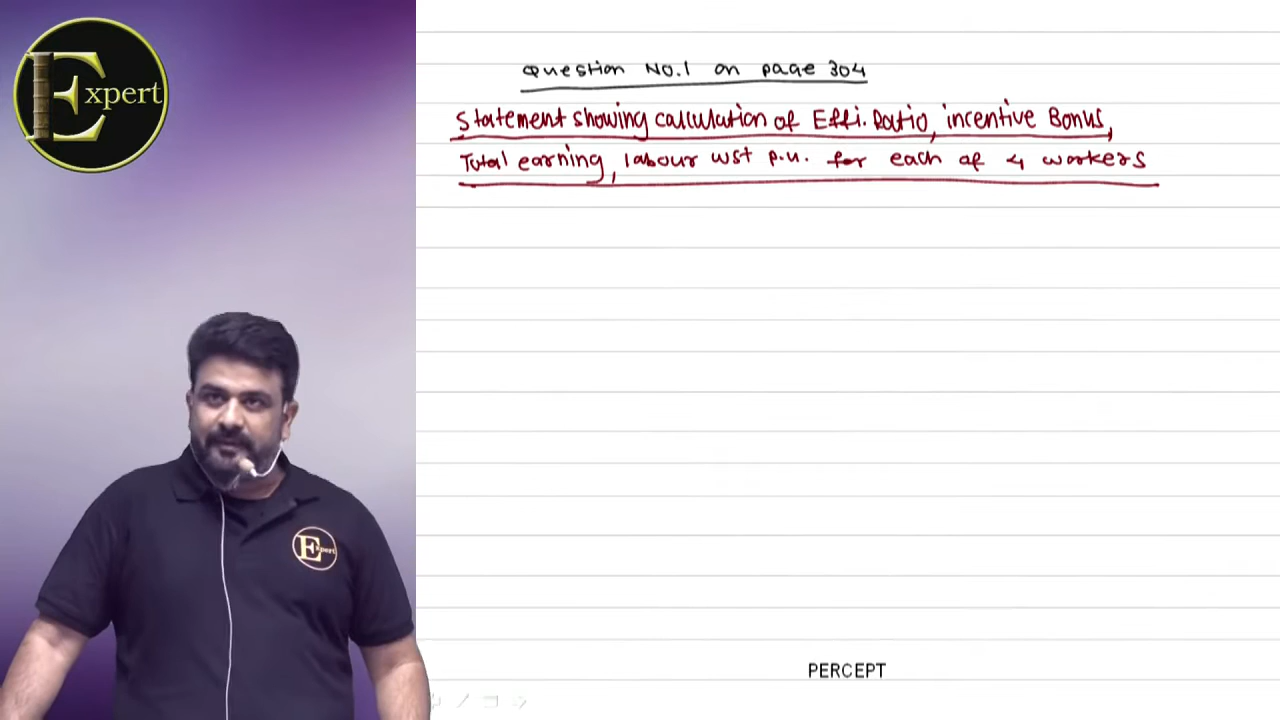 Expert
Question No.1 on page 304
Statement showing calculation of Effi. Ratio, incentive Bonus,
Total earning, labour cost p.u. for each of 4 workers
Expert
PERCEPT